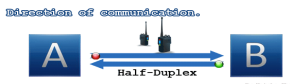 Direction of communication.
A
B
Half-Duplex